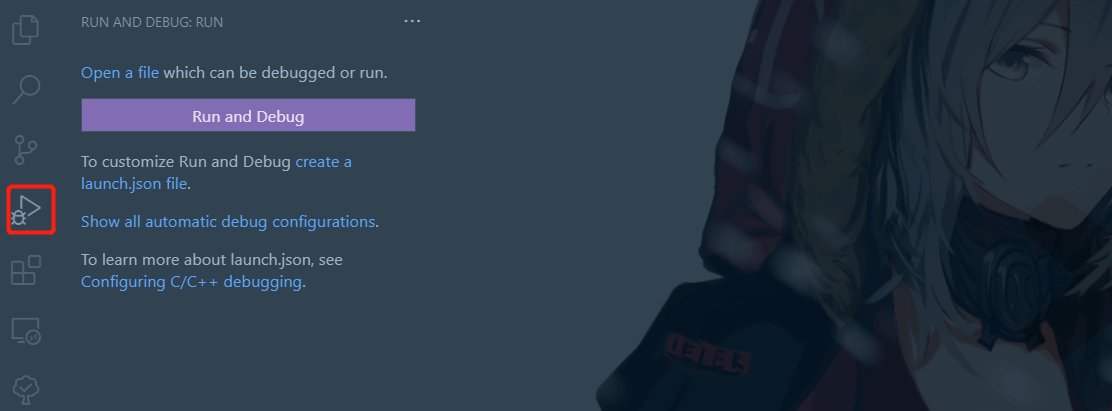 RUN AND DEBUG: RUN
Open a file which can be debugged or run.
Run and Debug
To customize Run and Debug create a
launch.json file.
Show all automatic debug configurations.
To learn more about launch.json, see
Configuring C/C++ debugging.